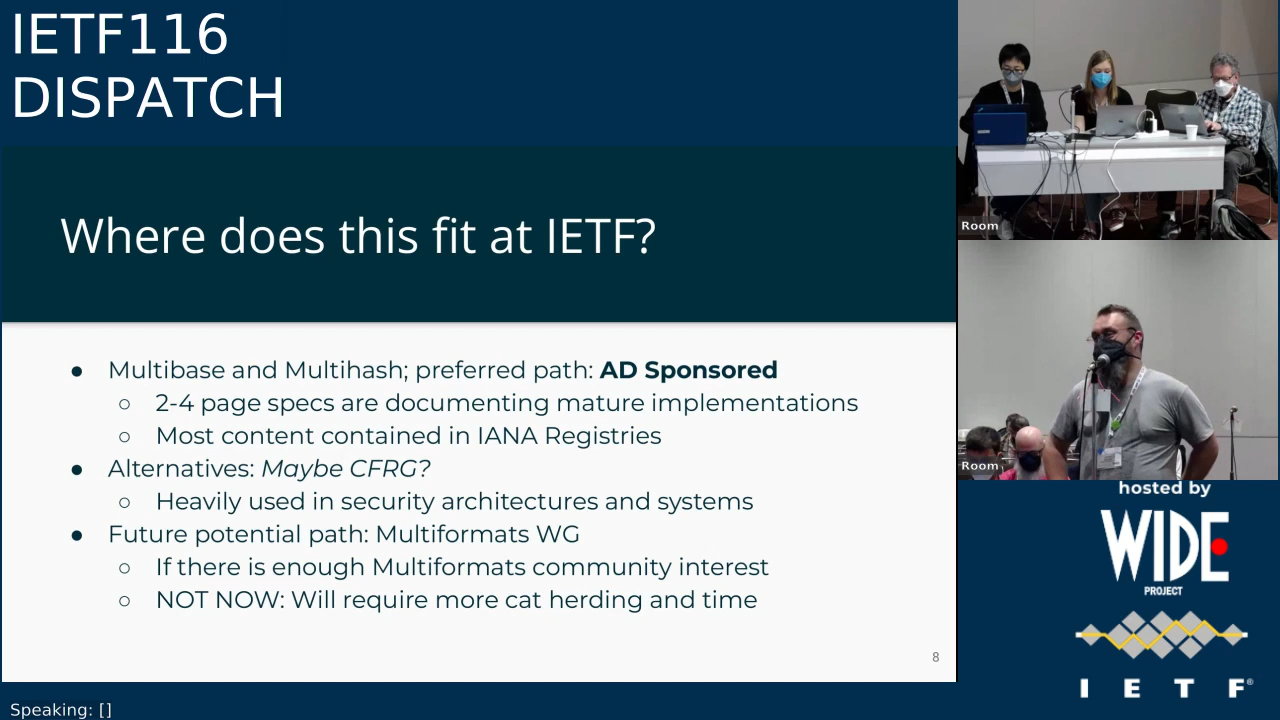 IETF116
DISPATCH
Where does this fit at IETF?
● Multibase and Multihash; preferred path: AD Sponsored
○ 2-4 page specs are documenting mature implementations
○ Most content contained in IANA Registries
● Alternatives: Maybe CFRG?
○ Heavily used in security architectures and systems
● Future potential path: Multiformats WG
○ If there is enough Multiformats community interest
○ NOT NOW: Will require more cat herding and time
8
Speaking: []
Room
Room
hosted by
WIDE
PROJECT
I E T F®